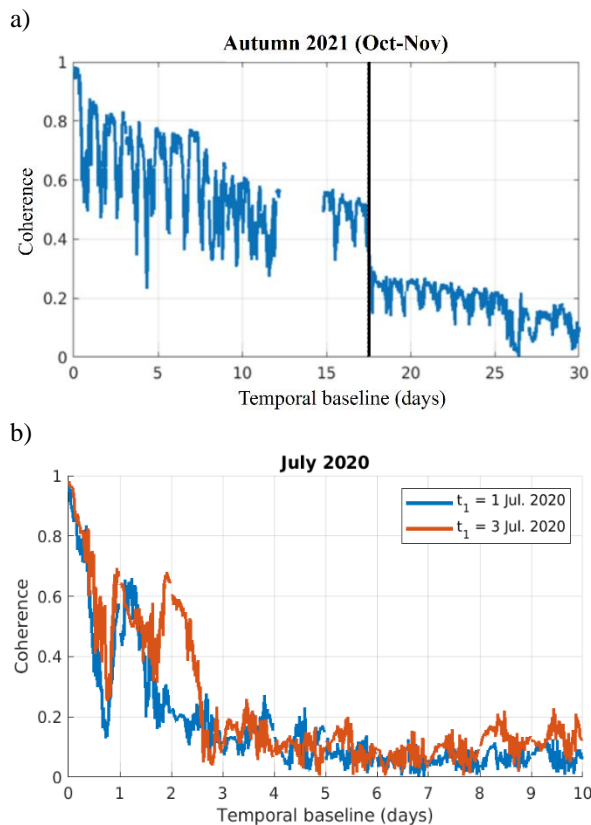 a)
Autumn 2021 (Oct-Nov)
1
0.8
0.6
0.4
0.2
0
Coherence
0 5 10 15 20 25 30
Temporal baseline (days)
b)
July 2020
t1 = 1 Jul. 2020
t1 = 3 Jul. 2020
1
0.8
0.6
0.4
0.2
0
Coherence
0 1 2 3 4 5 6 7 8 9 10
Temporal baseline (days)